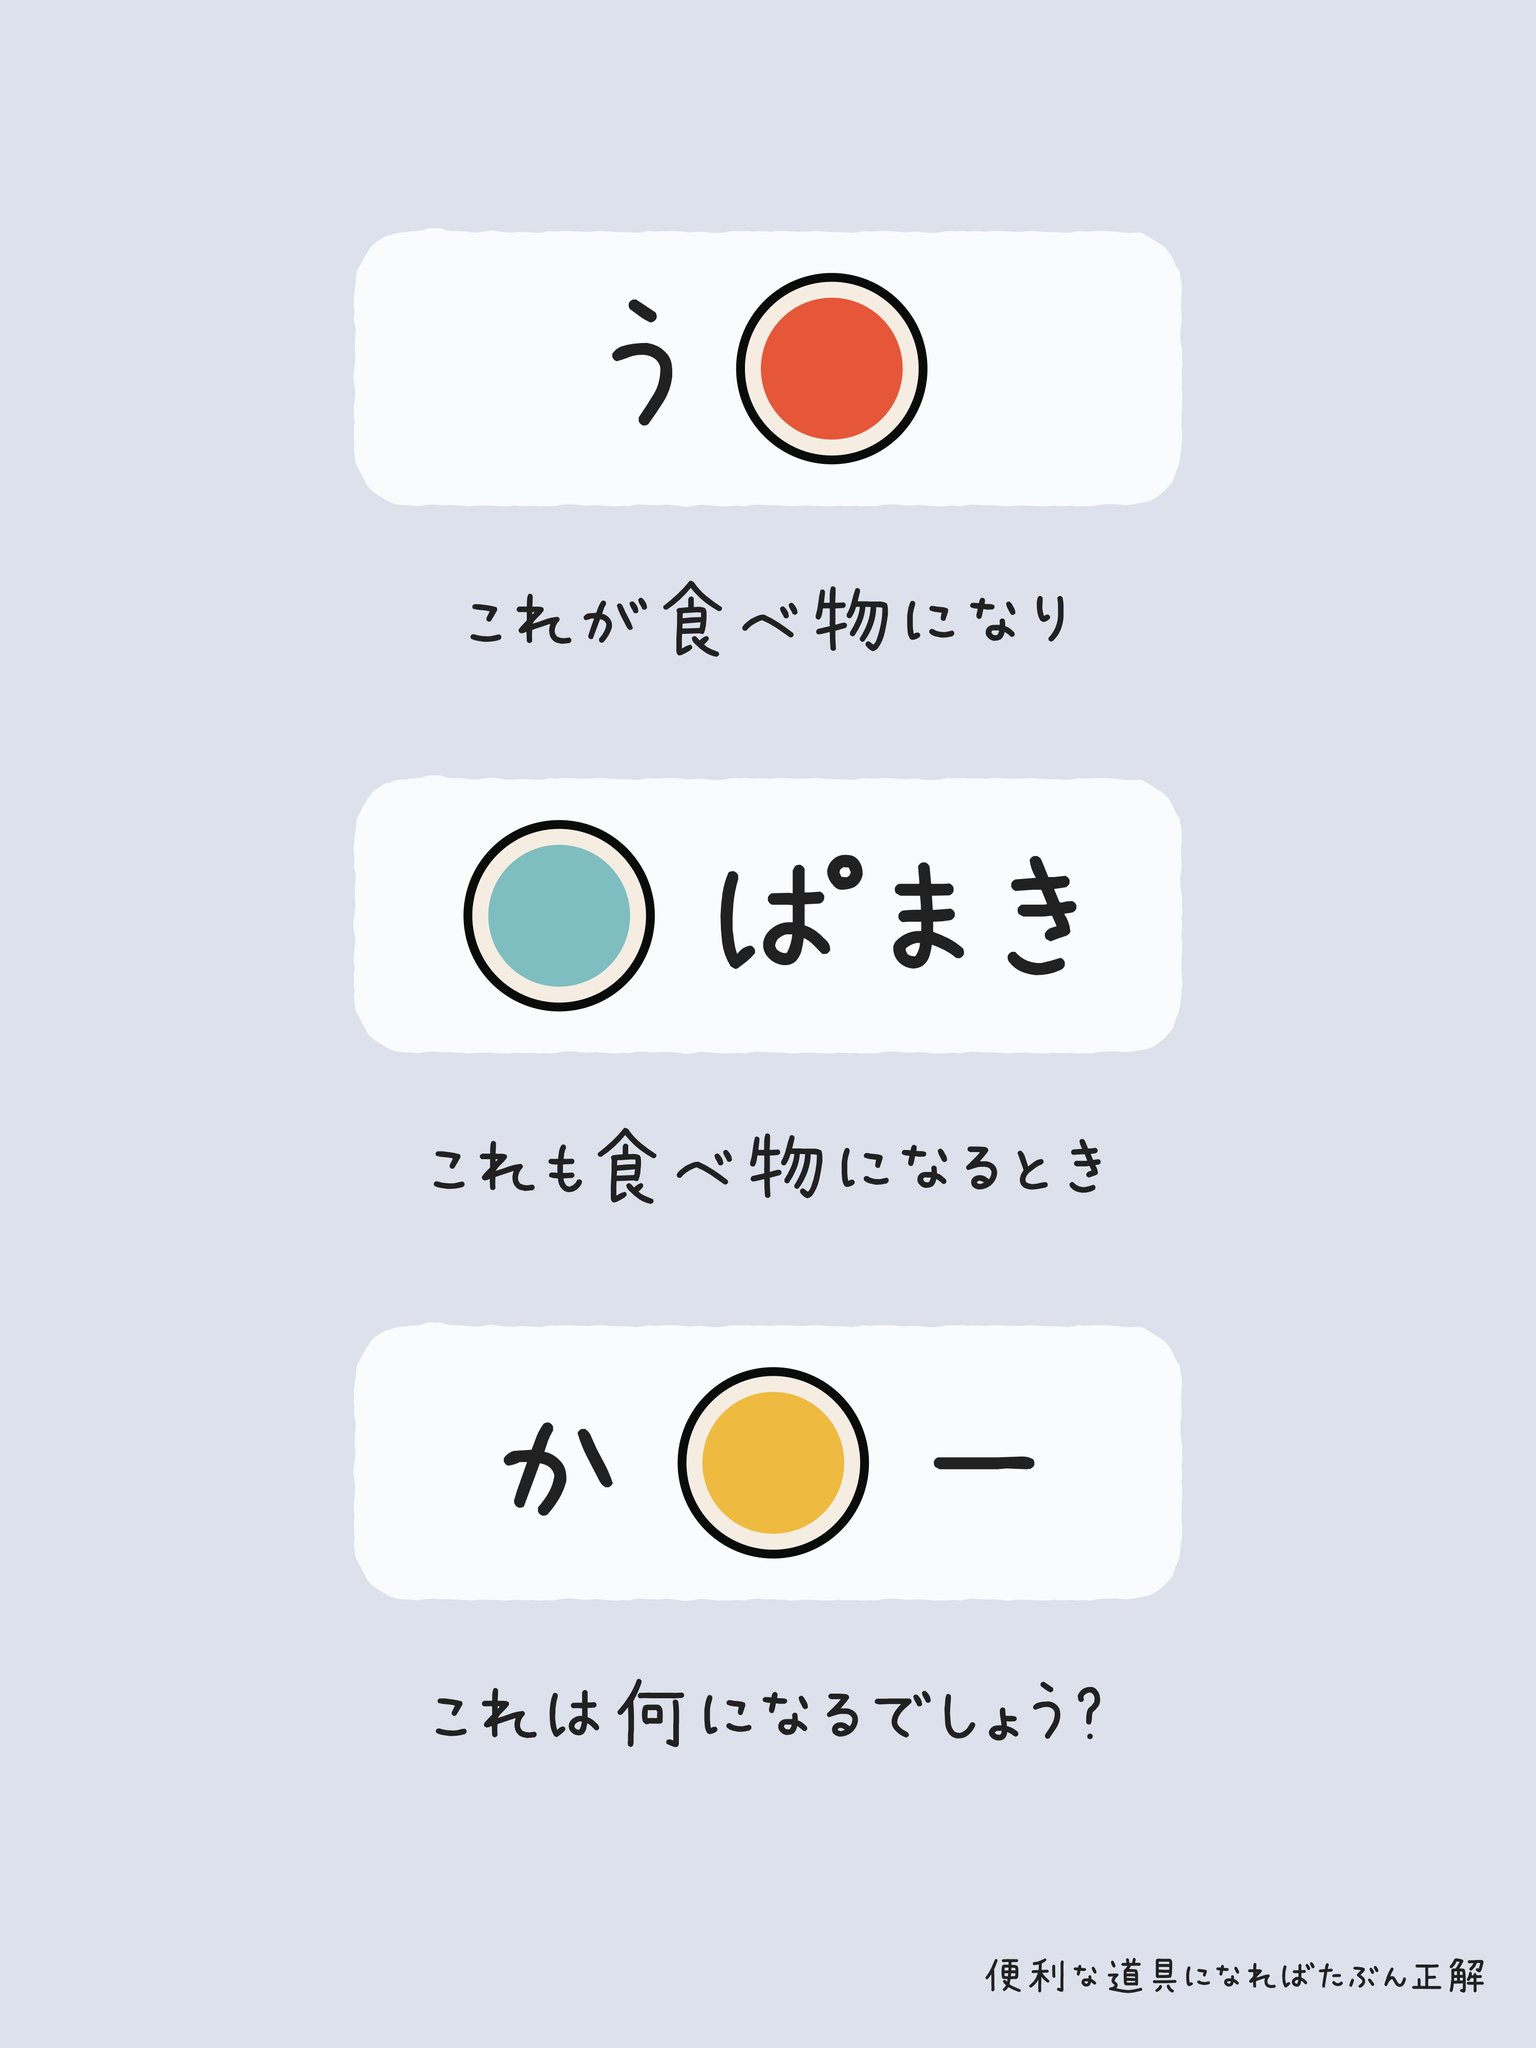 う
これが食べ物になり
ぱまき
これも食べ物になるとき
か ー
これは何になるでしょう?
便利な道具になればたぶん正解